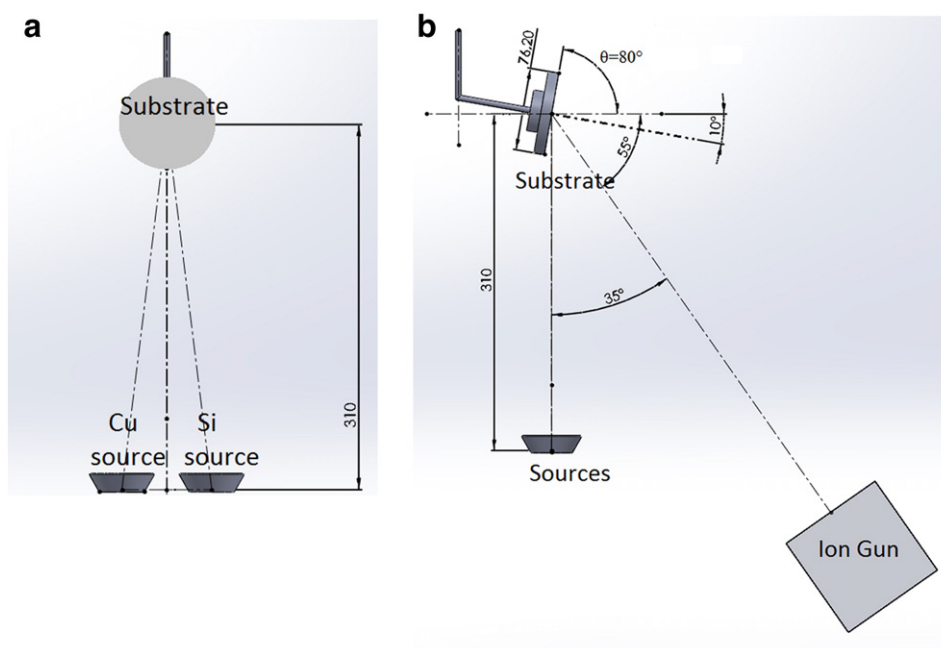 a
Substrate
310
Cu
source
Si
source
b
76.20
θ=80°
10°
55°
Substrate
310
35°
Sources
Ion Gun